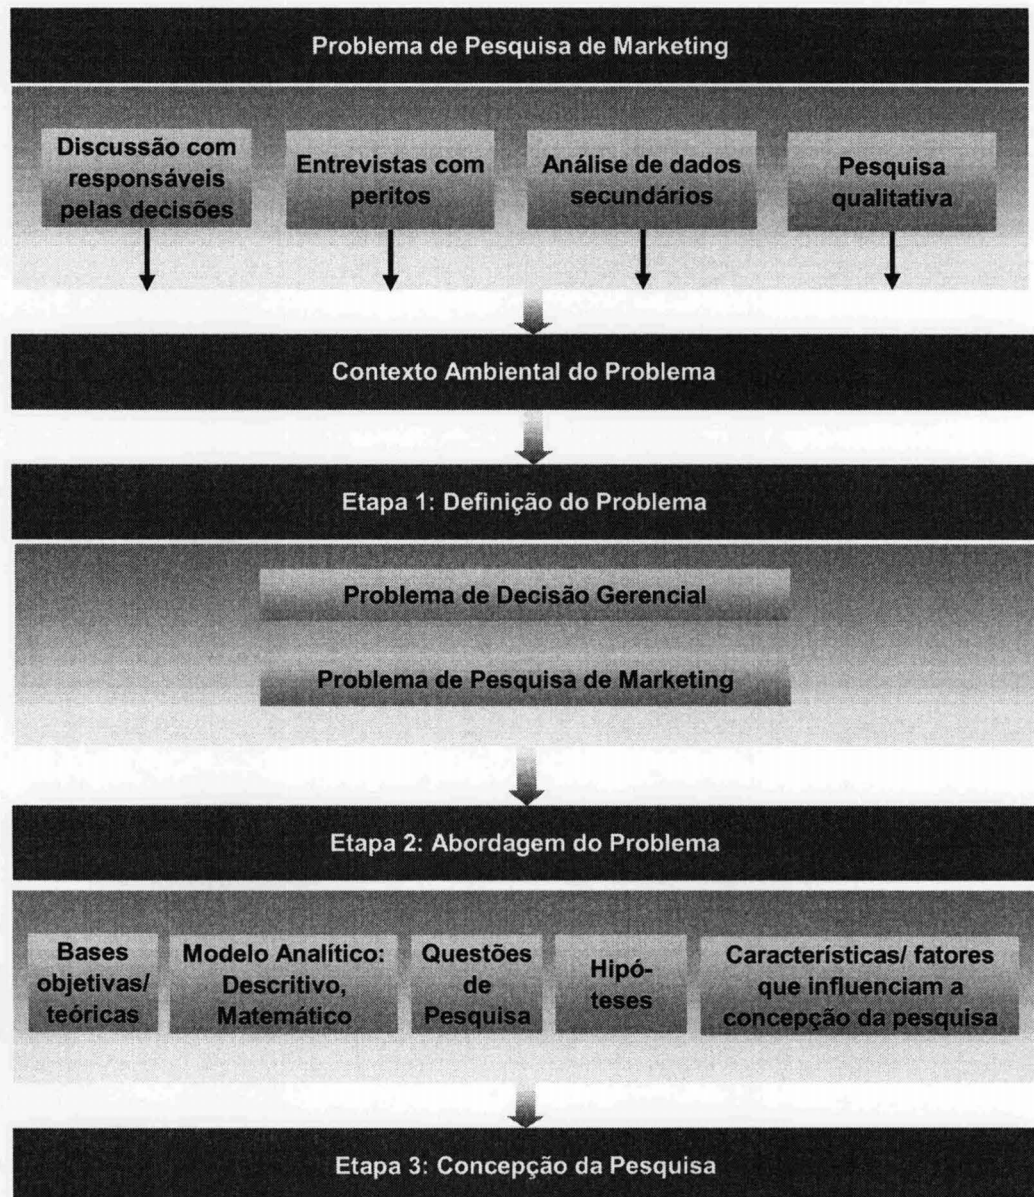 Problema de Pesquisa de Marketing
Discussão com
responsáveis
pelas decisões
Entrevistas com
peritos
Análise de dados
secundários
Pesquisa
qualitativa
Contexto Ambiental do Problema
Etapa 1: Definição do Problema
Problema de Decisão Gerencial
Problema de Pesquisa de Marketing
Etapa 2: Abordagem do Problema
Bases
objetivas/
teóricas
Modelo Analítico:
Descritivo,
Matemático
Questões
de
Pesquisa
Hipó-
teses
Características/ fatores
que influenciam a
concepção da pesquisa
Etapa 3: Concepção da Pesquisa